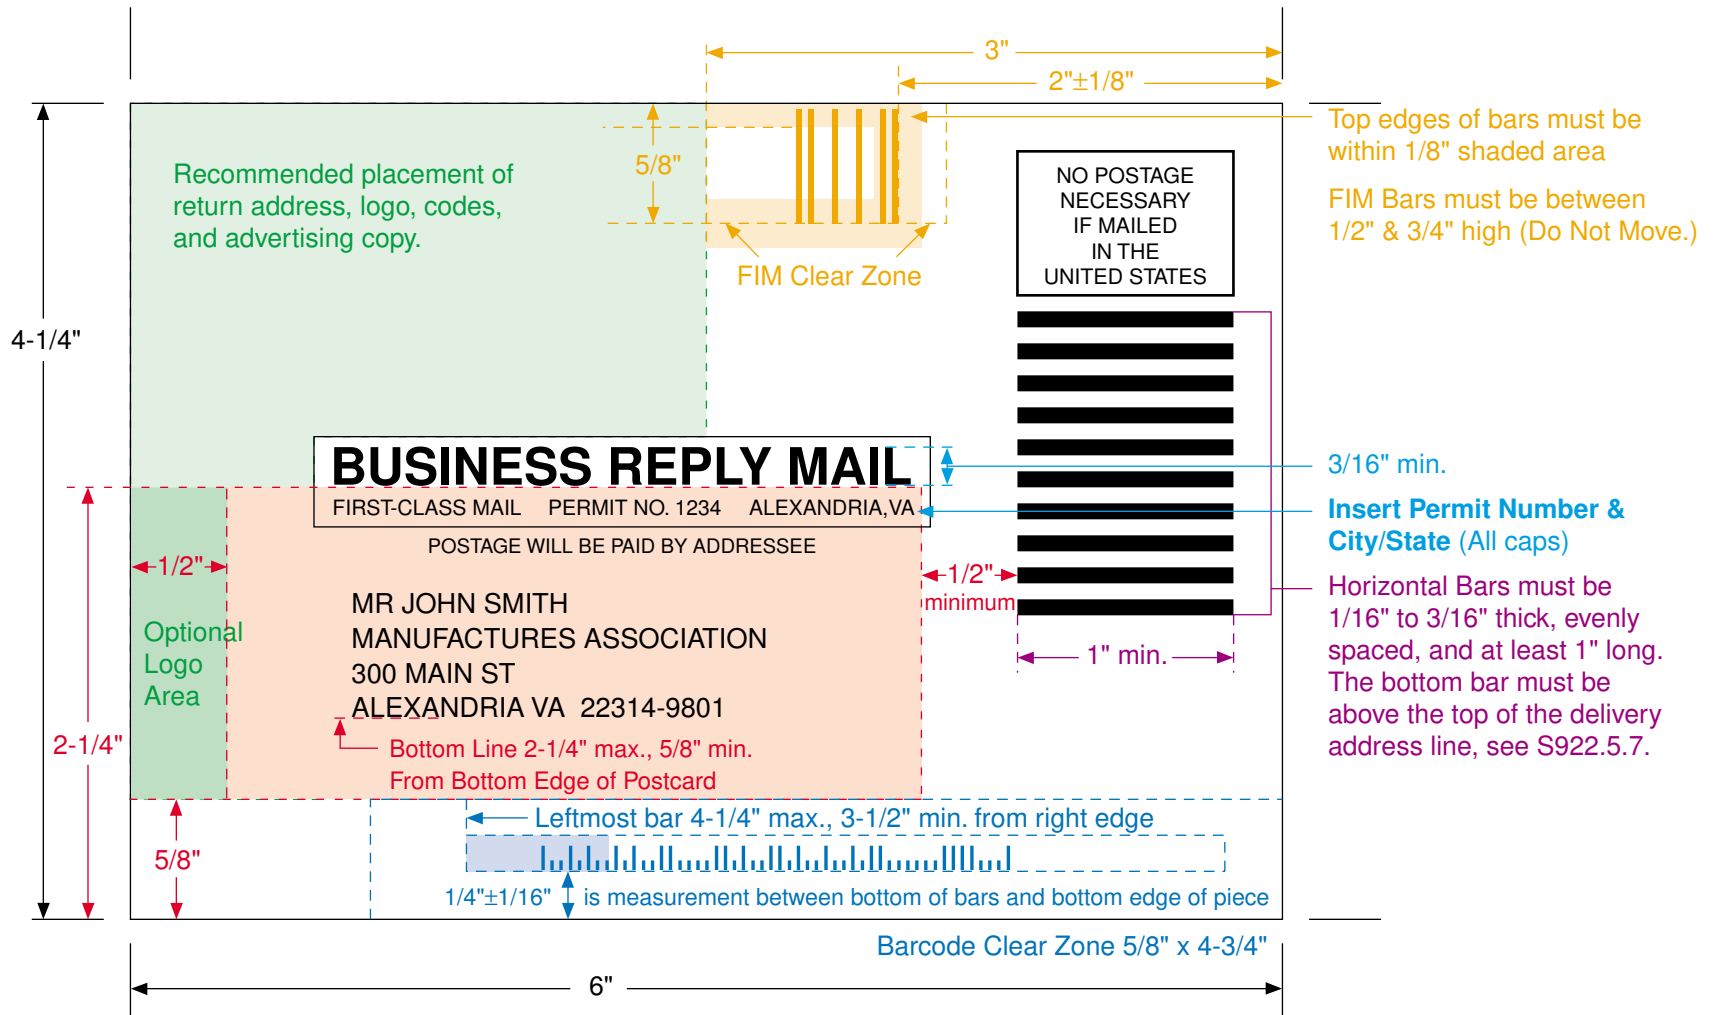 3"
2"±1/8"
Top edges of bars must be
within 1/8" shaded area
FIM Bars must be between
1/2" & 3/4" high (Do Not Move.)
5/8"
Recommended placement of
return address, logo, codes,
and advertising copy.
FIM Clear Zone
NO POSTAGE
NECESSARY
IF MAILED
IN THE
UNITED STATES
4-1/4"
BUSINESS REPLY MAIL
FIRST-CLASS MAIL PERMIT NO. 1234 ALEXANDRIA,VA
POSTAGE WILL BE PAID BY ADDRESSEE
3/16" min.
Insert Permit Number &
City/State (All caps)
1/2"
1/2"
minimum
Optional
Logo
Area
MR JOHN SMITH
MANUFACTURES ASSOCIATION
300 MAIN ST
ALEXANDRIA VA 22314-9801
1" min.
Horizontal Bars must be
1/16" to 3/16" thick, evenly
spaced, and at least 1" long.
The bottom bar must be
above the top of the delivery
address line, see S922.5.7.
2-1/4"
Bottom Line 2-1/4" max., 5/8" min.
From Bottom Edge of Postcard
5/8"
Leftmost bar 4-1/4" max., 3-1/2" min. from right edge
1/4"±1/16" is measurement between bottom of bars and bottom edge of piece
Barcode Clear Zone 5/8" x 4-3/4"
6"